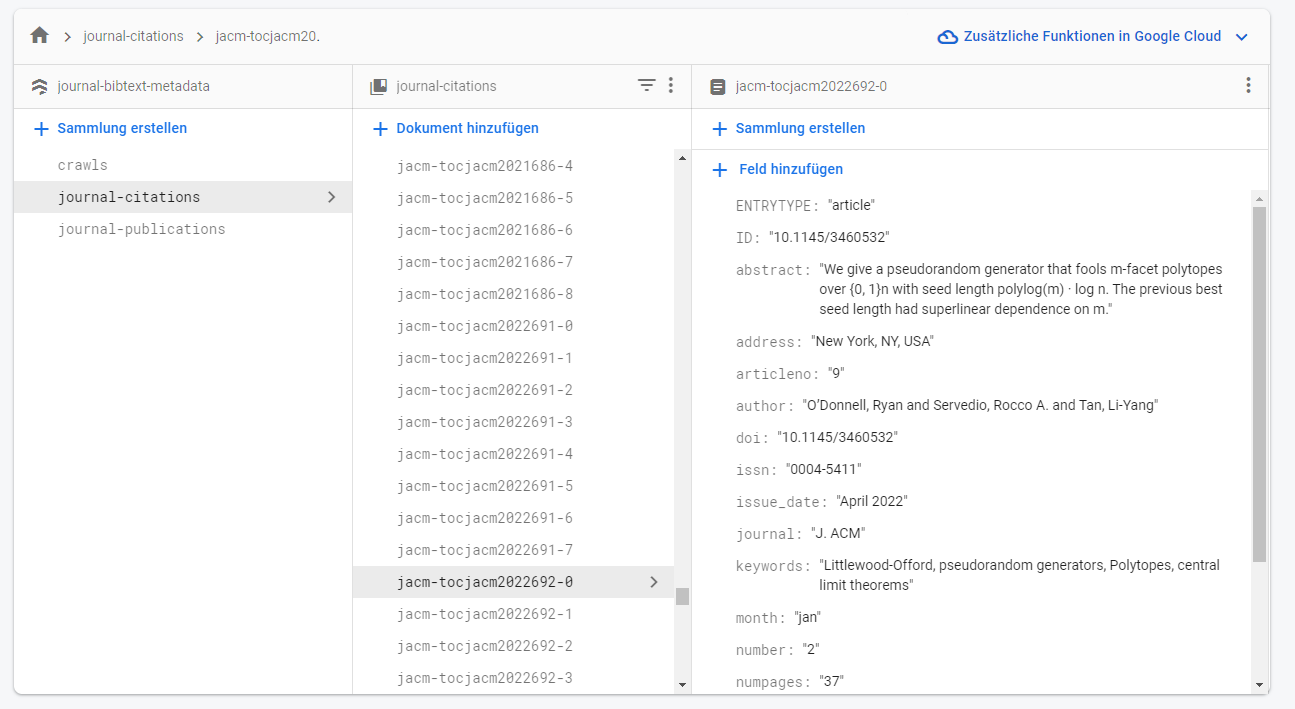 journal-citations
jacm-tocjacm20.
Zusätzliche Funktionen in Google Cloud
journal-bibtext-metadata
Sammlung erstellen
crawls
journal-citations
journal-publications
journal-citations
Dokument hinzufügen
jacm-tocjacm2021686-4
jacm-tocjacm2021686-5
jacm-tocjacm2021686-6
jacm-tocjacm2021686-7
jacm-tocjacm2021686-8
jacm-tocjacm2022691-0
jacm-tocjacm2022691-1
jacm-tocjacm2022691-2
jacm-tocjacm2022691-3
jacm-tocjacm2022691-4
jacm-tocjacm2022691-5
jacm-tocjacm2022691-6
jacm-tocjacm2022691-7
jacm-tocjacm2022692-0
jacm-tocjacm2022692-1
jacm-tocjacm2022692-2
jacm-tocjacm2022692-3
jacm-tocjacm2022692-0
Sammlung erstellen
Feld hinzufügen
ENTRYTYPE: "article"
ID: "10.1145/3460532"
abstract: "We give a pseudorandom generator that fools m-facet polytopes
over {0, 1}n with seed length polylog(m) · log n. The previous best
seed length had superlinear dependence on m."
address: "New York, NY, USA"
articleno: "9"
author: "O’Donnell, Ryan and Servedio, Rocco A. and Tan, Li-Yang"
doi: "10.1145/3460532"
issn: "0004-5411"
issue_date: "April 2022"
journal: "J. ACM"
keywords: "Littlewood-Offord, pseudorandom generators, Polytopes, central
limit theorems"
month: "jan"
number: "2"
numpages: "37"